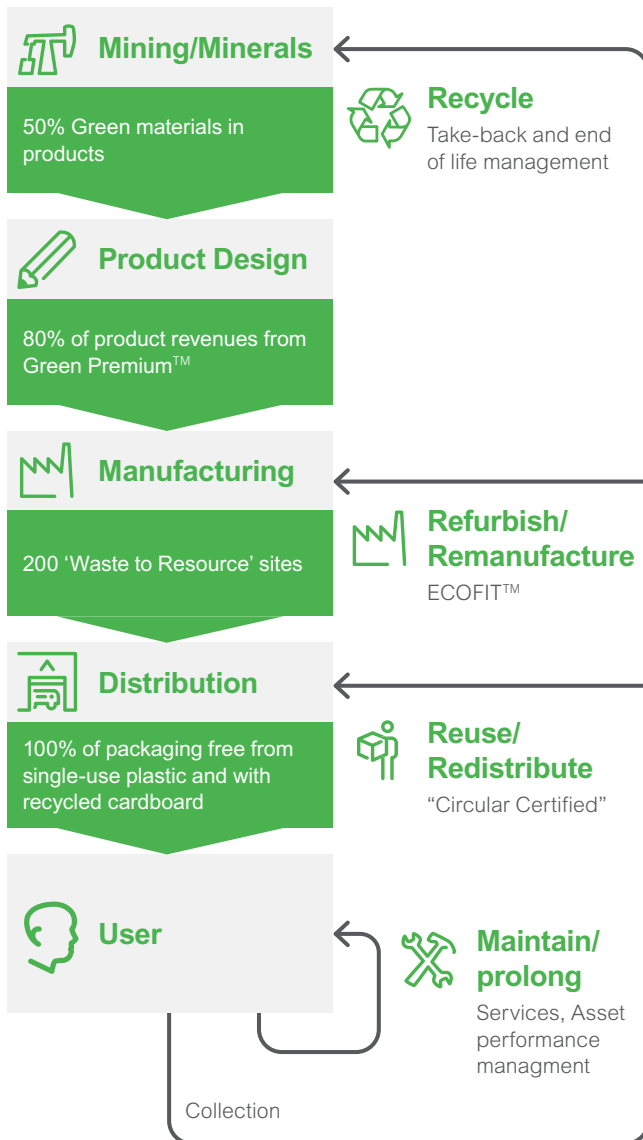 Mining/Minerals
50% Green materials in
products
Recycle
Take-back and end
of life management
Product Design
80% of product revenues from
Green Premium™
Manufacturing
200 ‘Waste to Resource’ sites
Refurbish/
Remanufacture
ECOFIT™
Distribution
100% of packaging free from
single-use plastic and with
recycled cardboard
Reuse/
Redistribute
“Circular Certified”
User
Maintain/
prolong
Services, Asset
performance
managment
Collection